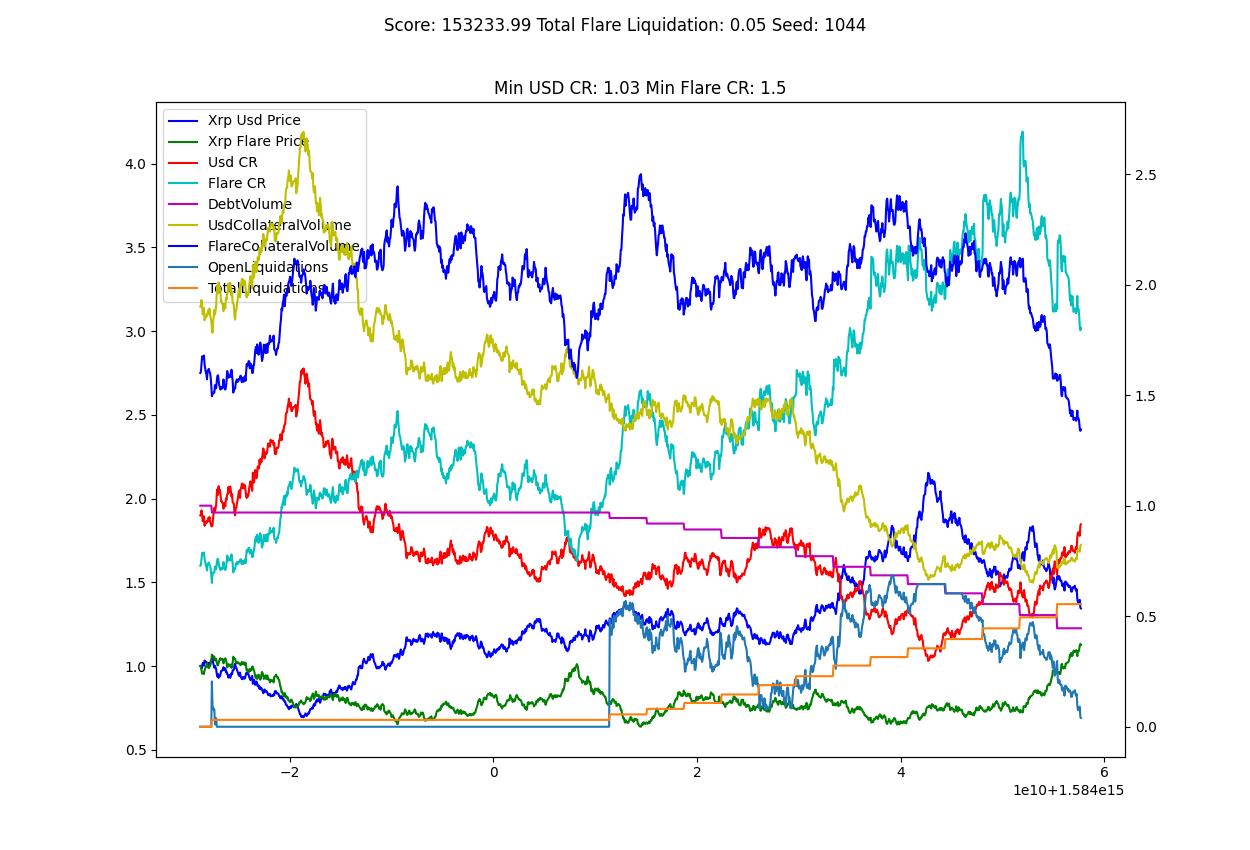 Score: 153233.99 Total Flare Liquidation: 0.05 Seed: 1044
Min USD CR: 1.03 Min Flare CR: 1.5
Xrp Usd Price
Xrp Flare Price
Usd CR
Flare CR
DebtVolume
UsdCollateralVolume
FlareCollateralVolume
OpenLiquidations
TotalLiquidations
4.0
3.5
3.0
2.5
2.0
1.5
1.0
0.5
2.5
2.0
1.5
1.0
0.5
0.0
−2 0 2 4 6
1e10+1.584e15